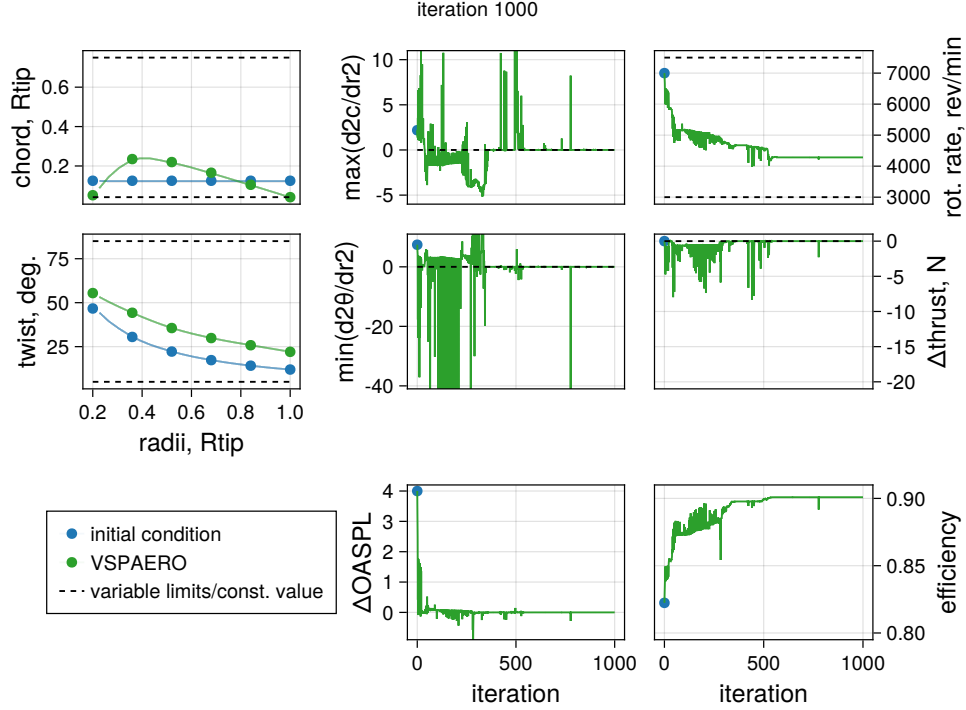 iteration 1000
chord, Rtip
0.6
0.4
0.2
max(d2c/dr2)
10
5
0
-5
7000
6000
5000
4000
3000
rot. rate, rev/min
twist, deg.
75
50
25
0.2 0.4 0.6 0.8 1.0
radii, Rtip
min(d2θ/dr2)
0
-20
-40
0
-5
-10
-15
-20
Δthrust, N
initial condition
VSPAERO
variable limits/const. value
ΔOASPL
4
3
2
1
0
0 500 1000
iteration
0.90
0.85
0.80
efficiency
0 500 1000
iteration